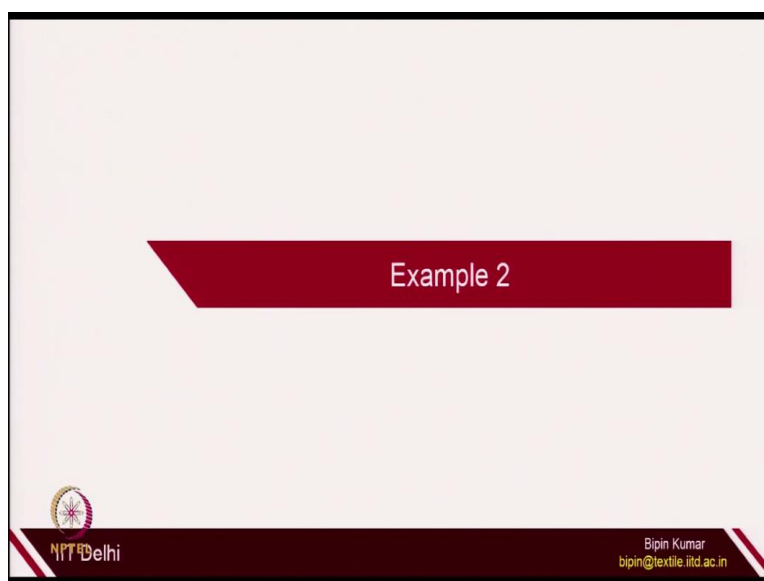 Example 2
NPTEL
IIT Delhi
Bipin Kumar
bipin@textile.iitd.ac.in